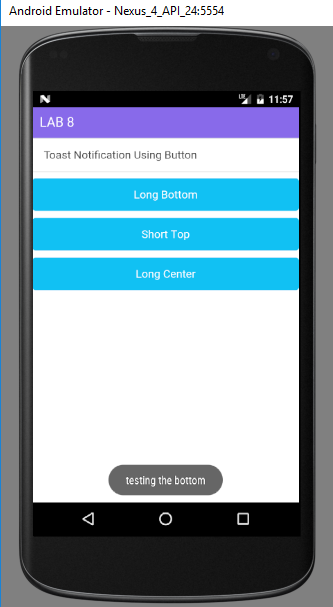 Android Emulator - Nexus_4_API_24:5554
11:57
LAB 8
Toast Notification Using Button
Long Bottom
Short Top
Long Center
testing the bottom